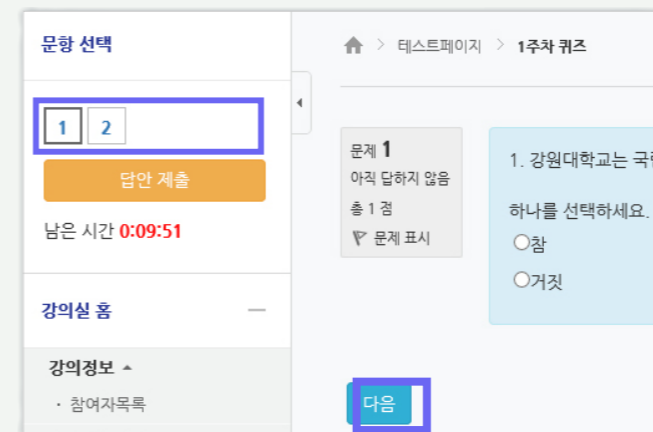 문항 선택
1 2
답안 제출
남은 시간 0:09:51
강의실 홈
강의정보
· 참여자목록
테스트페이지 > 1주차 퀴즈
문제 1
아직 답하지 않음
총 1 점
문제 표시
1. 강원대학교는
하나를 선택하세요.
참
거짓
다음